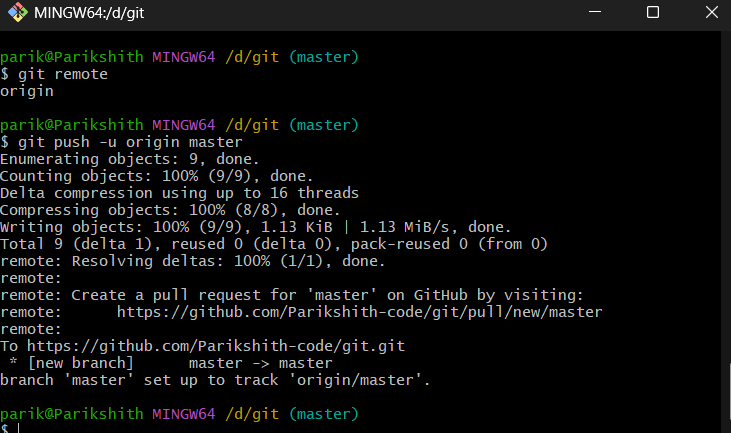 MINGW64:/d/git
parik@Parikshith MINGW64 /d/git (master)
$ git remote
origin
parik@Parikshith MINGW64 /d/git (master)
$ git push -u origin master
Enumerating objects: 9, done.
Counting objects: 100% (9/9), done.
Delta compression using up to 16 threads
Compressing objects: 100% (8/8), done.
Writing objects: 100% (9/9), 1.13 KiB | 1.13 MiB/s, done.
Total 9 (delta 1), reused 0 (delta 0), pack-reused 0 (from 0)
remote: Resolving deltas: 100% (1/1), done.
remote:
remote: Create a pull request for 'master' on GitHub by visiting:
remote:      https://github.com/Parikshith-code/git/pull/new/master
remote:
To https://github.com/Parikshith-code/git.git
 * [new branch]      master -> master
branch 'master' set up to track 'origin/master'.
parik@Parikshith MINGW64 /d/git (master)
$